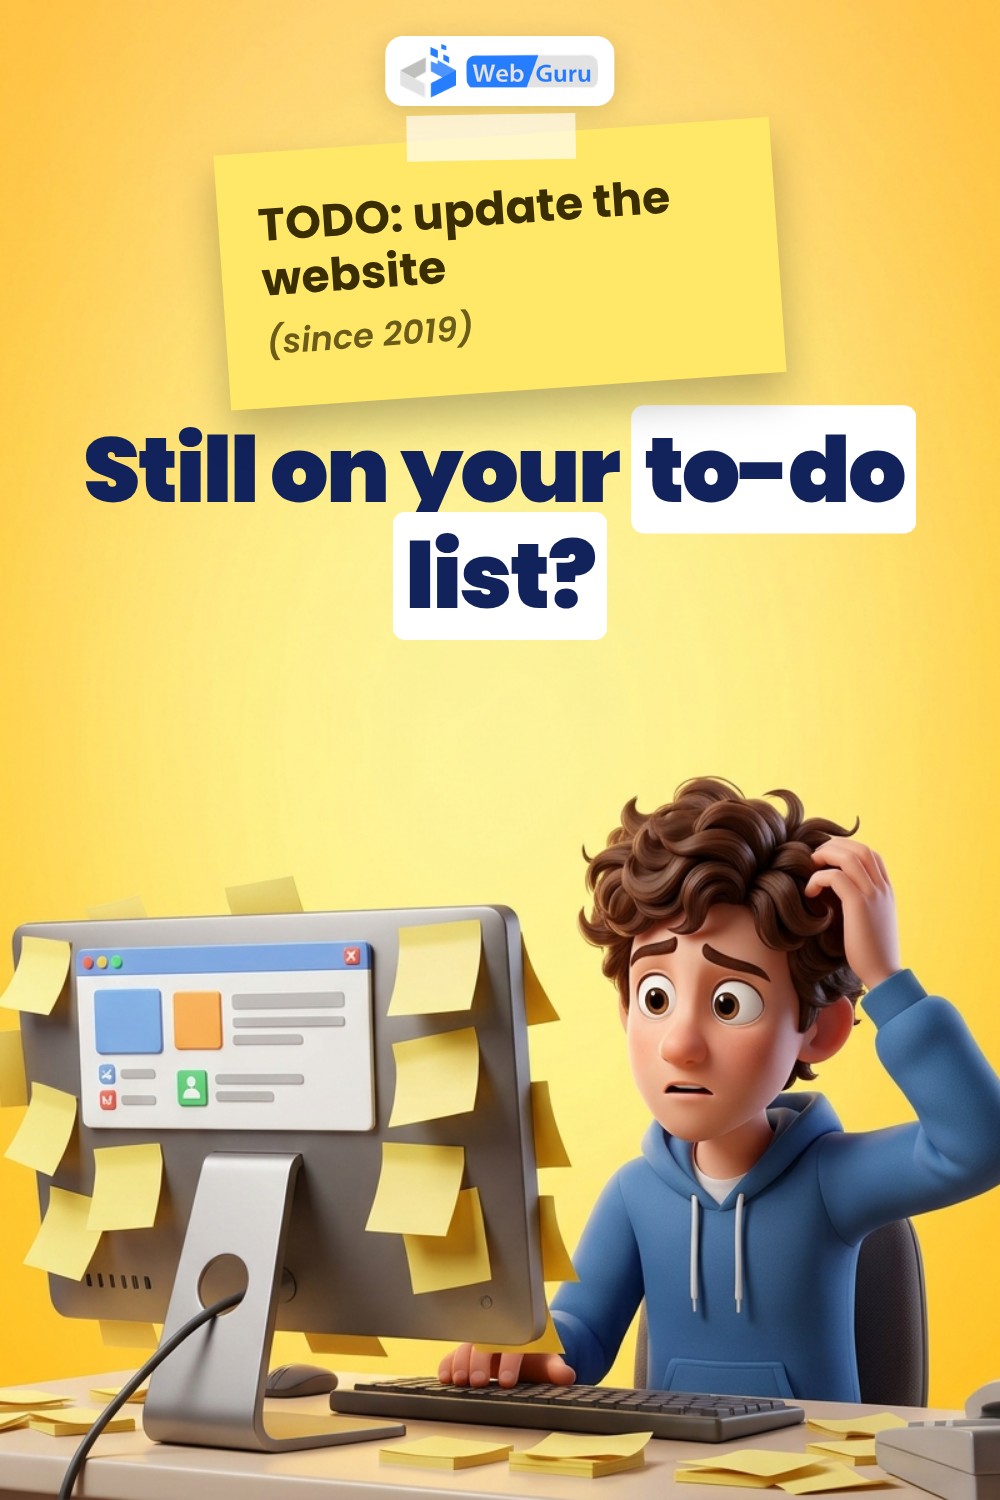 Web Guru
TODO: update the
website
(since 2019)
Still on your to-do
list?